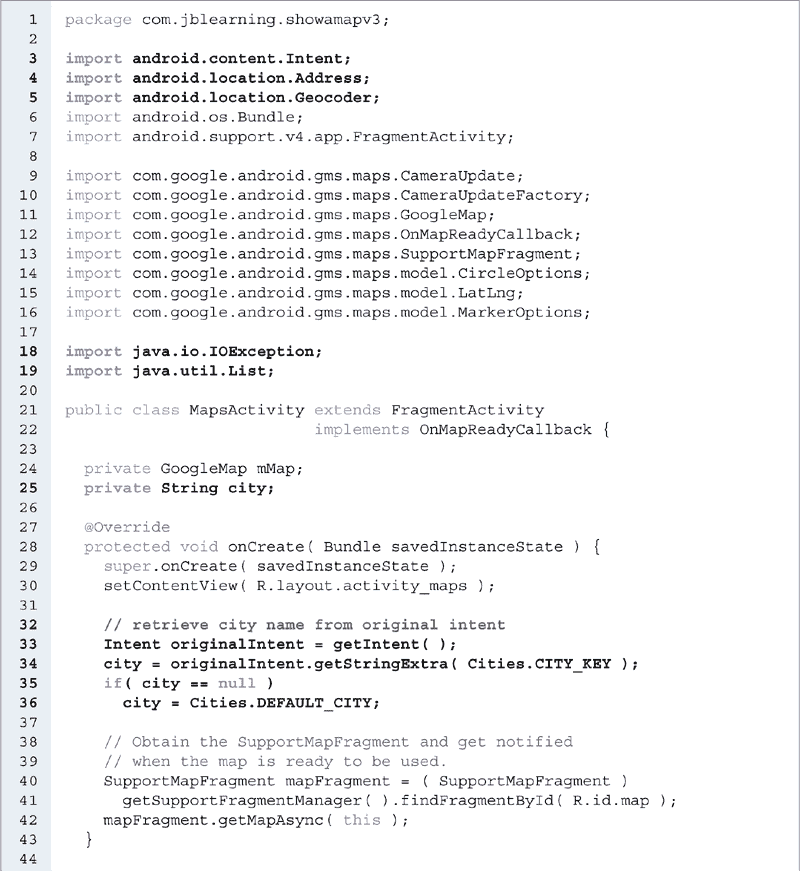 1 package com.jblearning.showamapv3;
2
3 import android.content.Intent;
4 import android.location.Address;
5 import android.location.Geocoder;
6 import android.os.Bundle;
7 import android.support.v4.app.FragmentActivity;
8
9 import com.google.android.gms.maps.CameraUpdate;
10 import com.google.android.gms.maps.CameraUpdateFactory;
11 import com.google.android.gms.maps.GoogleMap;
12 import com.google.android.gms.maps.OnMapReadyCallback;
13 import com.google.android.gms.maps.SupportMapFragment;
14 import com.google.android.gms.maps.model.CircleOptions;
15 import com.google.android.gms.maps.model.LatLng;
16 import com.google.android.gms.maps.model.MarkerOptions;
17
18 import java.io.IOException;
19 import java.util.List;
20
21 public class MapsActivity extends FragmentActivity
22                           implements OnMapReadyCallback {
23
24   private GoogleMap mMap;
25   private String city;
26
27   @Override
28   protected void onCreate( Bundle savedInstanceState ) {
29     super.onCreate( savedInstanceState );
30     setContentView( R.layout.activity_maps );
31
32     // retrieve city name from original intent
33     Intent originalIntent = getIntent( );
34     city = originalIntent.getStringExtra( Cities.CITY_KEY );
35     if( city == null )
36       city = Cities.DEFAULT_CITY;
37
38     // Obtain the SupportMapFragment and get notified
39     // when the map is ready to be used.
40     SupportMapFragment mapFragment = ( SupportMapFragment )
41       getSupportFragmentManager( ).findFragmentById( R.id.map );
42     mapFragment.getMapAsync( this );
43   }
44